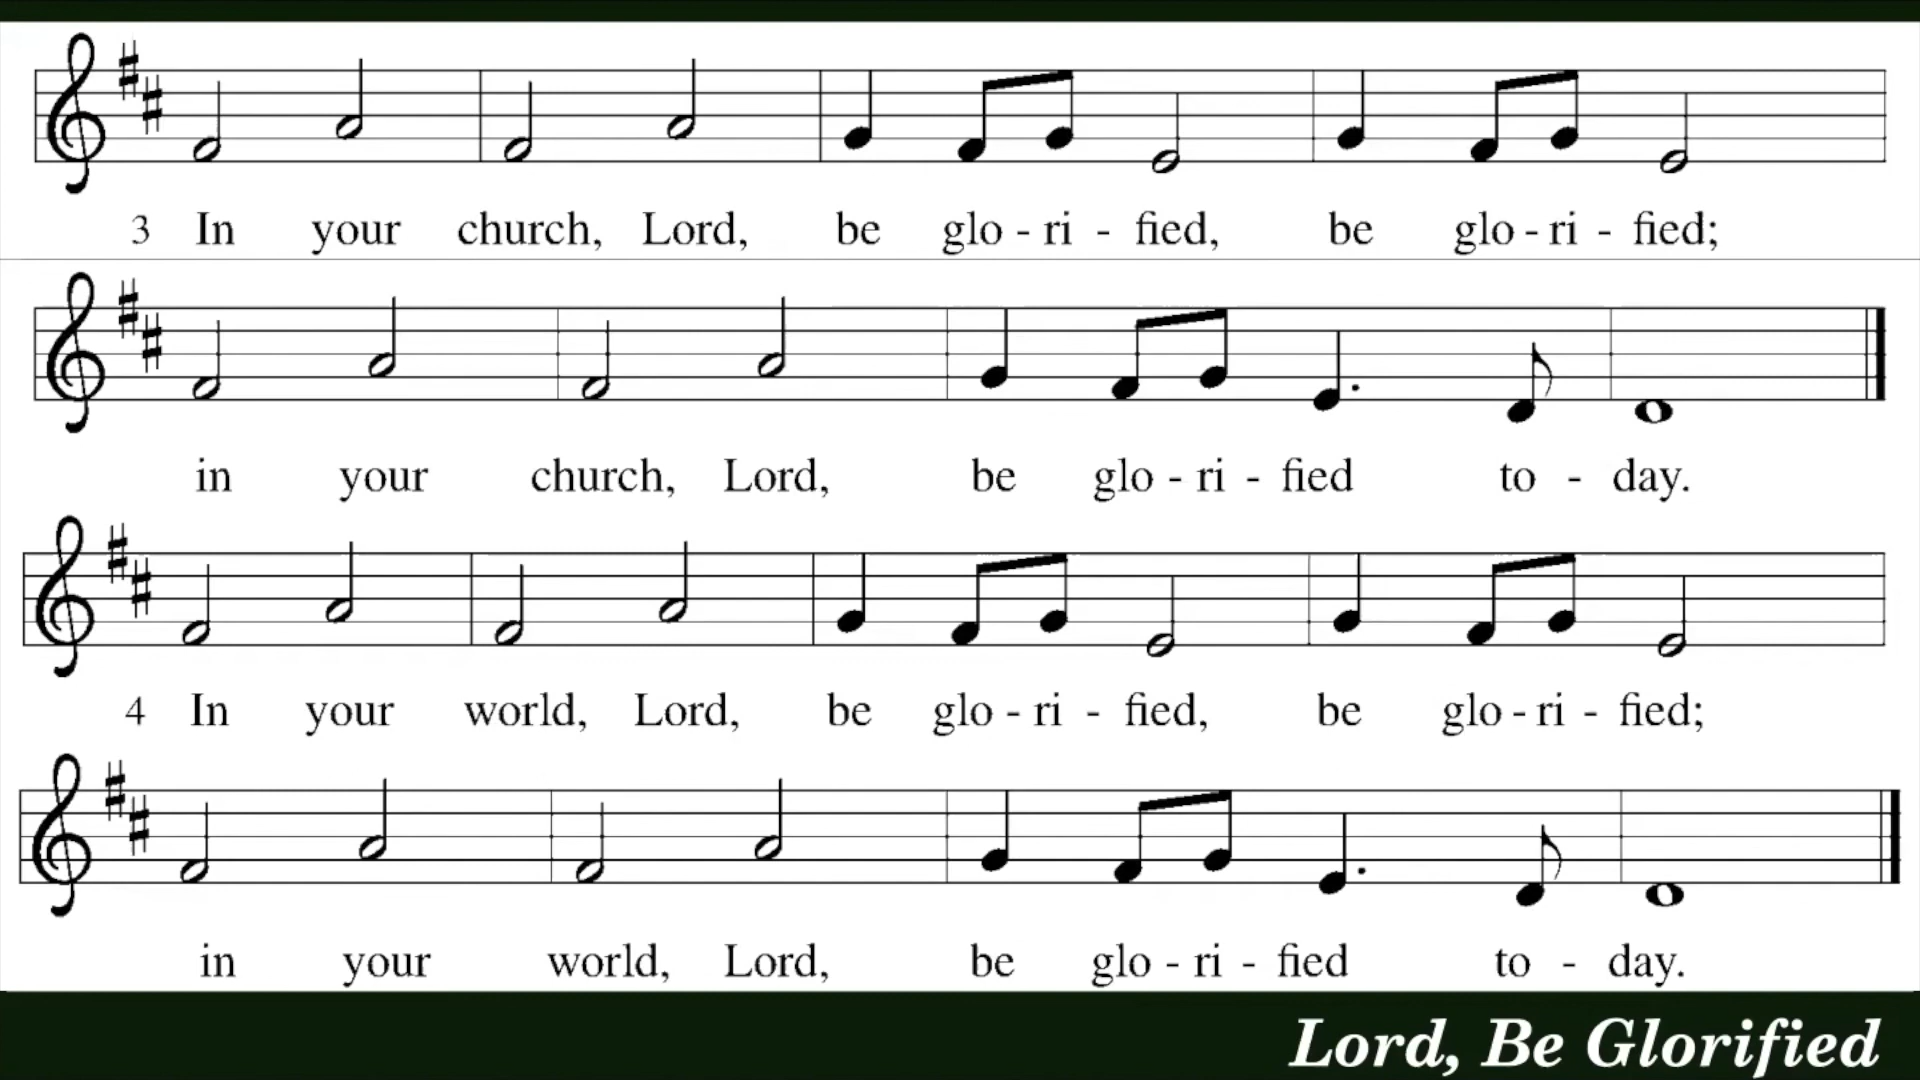 3 In your church, Lord, be glo - ri - fied, be glo - ri - fied;
in your church, Lord, be glo - ri - fied to - day.
4 In your world, Lord, be glo - ri - fied, be glo - ri - fied;
in your world, Lord, be glo - ri - fied to - day.
Lord, Be Glorified